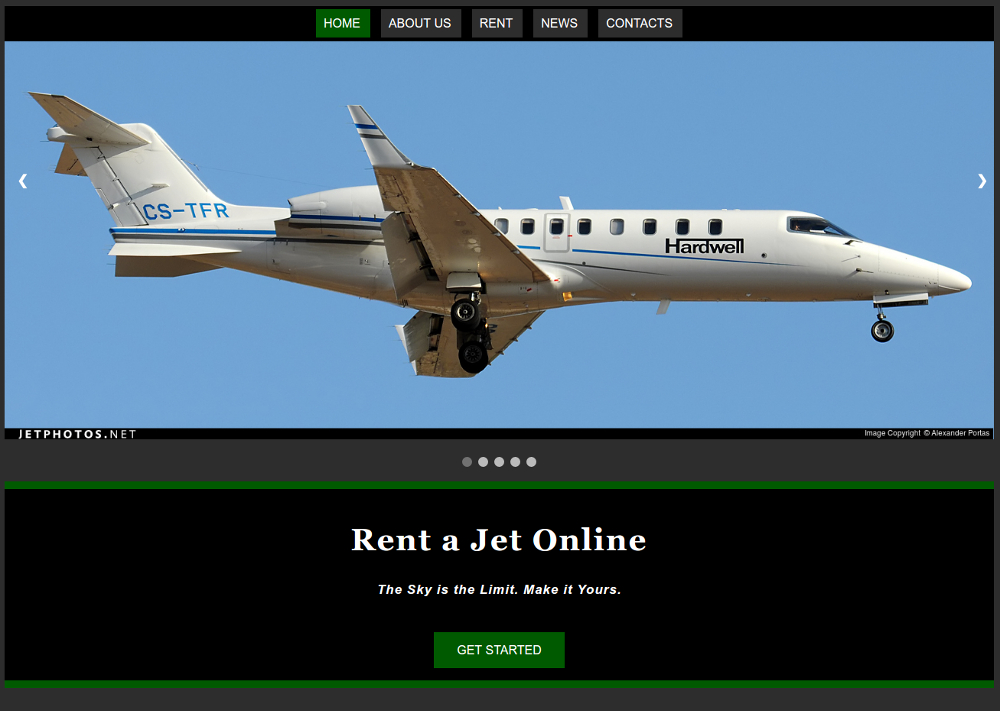 HOME ABOUT US RENT NEWS CONTACTS
CS-TFR
Hardwell
JETPHOTOS.NET
Image Copyright © Alexander Portas
Rent a Jet Online
The Sky is the Limit. Make it Yours.
GET STARTED